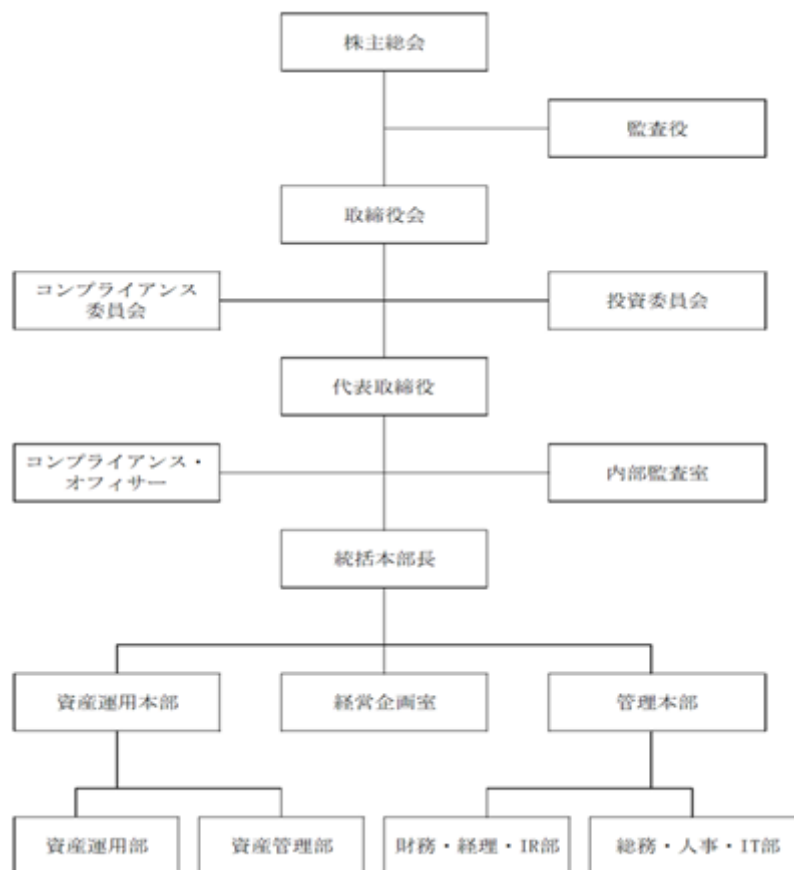 株主総会
監査役
取締役会
コンプライアンス
委員会
投資委員会
代表取締役
コンプライアンス・
オフィサー
内部監査室
統括本部長
資産運用本部
経営企画室
管理本部
資産運用部
資産管理部
財務・経理・IR部
総務・人事・IT部